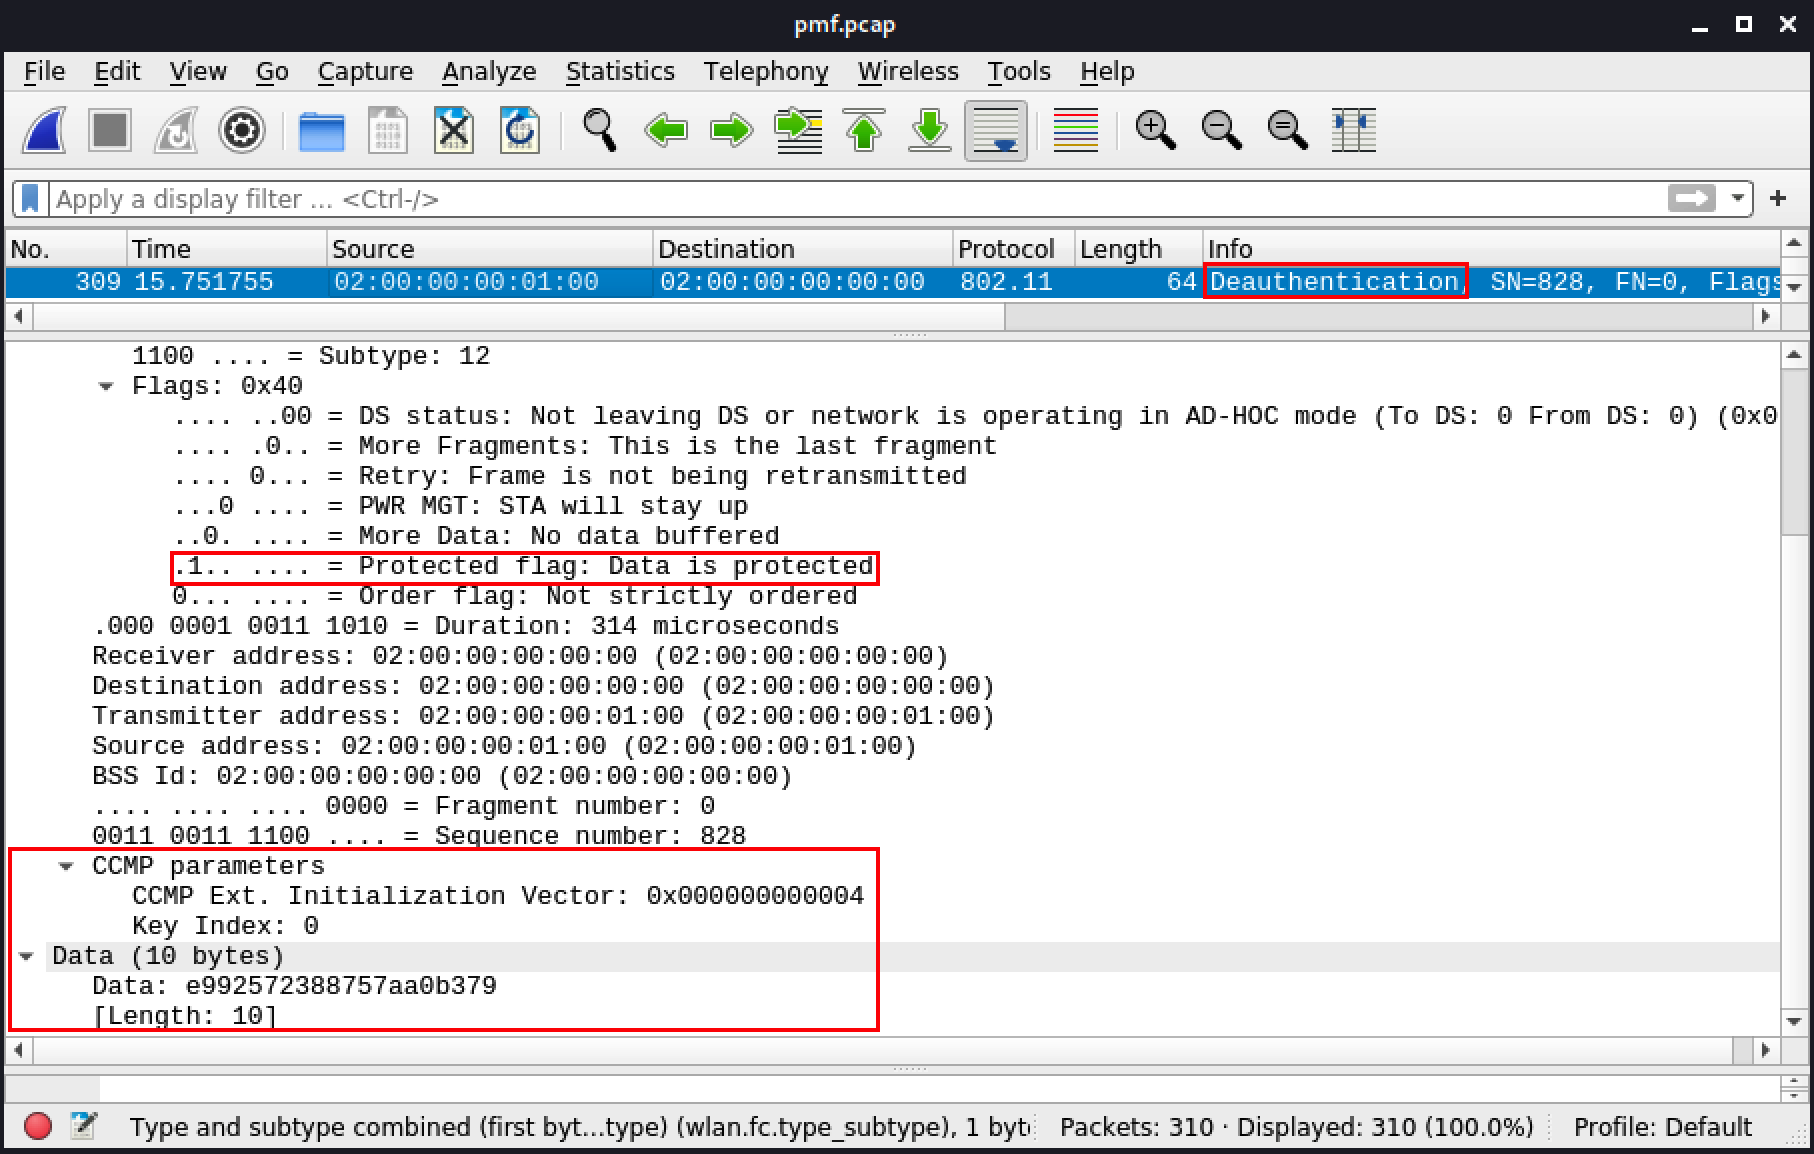 pmf.pcap
File Edit View Go Capture Analyze Statistics Telephony Wireless Tools Help
Apply a display filter ... <Ctrl-/>
No. Time Source Destination Protocol Length Info
309 15.751755 02:00:00:00:01:00 02:00:00:00:00:00 802.11 64 Deauthentication, SN=828, FN=0, Flags
1100 .... = Subtype: 12
Flags: 0x40
.... ..00 = DS status: Not leaving DS or network is operating in AD-HOC mode (To DS: 0 From DS: 0) (0x0
.... .0.. = More Fragments: This is the last fragment
.... 0... = Retry: Frame is not being retransmitted
...0 .... = PWR MGT: STA will stay up
..0. .... = More Data: No data buffered
.1.. .... = Protected flag: Data is protected
0... .... = Order flag: Not strictly ordered
.000 0001 0011 1010 = Duration: 314 microseconds
Receiver address: 02:00:00:00:00:00 (02:00:00:00:00:00)
Destination address: 02:00:00:00:00:00 (02:00:00:00:00:00)
Transmitter address: 02:00:00:00:01:00 (02:00:00:00:01:00)
Source address: 02:00:00:00:01:00 (02:00:00:00:01:00)
BSS Id: 02:00:00:00:00:00 (02:00:00:00:00:00)
.... .... .... 0000 = Fragment number: 0
0011 0011 1100 .... = Sequence number: 828
CCMP parameters
CCMP Ext. Initialization Vector: 0x000000000004
Key Index: 0
Data (10 bytes)
Data: e992572388757aa0b379
[Length: 10]
Type and subtype combined (first byt...type) (wlan.fc.type_subtype), 1 byt Packets: 310 · Displayed: 310 (100.0%) Profile: Default